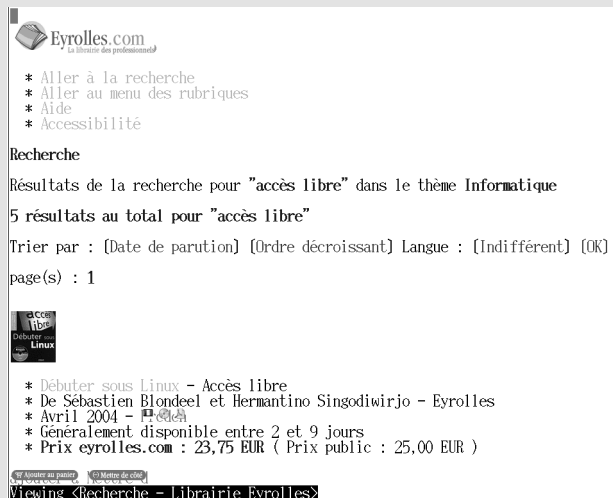 Eyrolles.com
La librairie des professionnels
* Aller à la recherche
* Aller au menu des rubriques
* Aide
* Accessibilité
Recherche
Résultats de la recherche pour "accès libre" dans le thème Informatique
5 résultats au total pour "accès libre"
Trier par : [Date de parution] [Ordre décroissant] Langue : [Indifférent] [OK]
page(s) : 1
accès
libre
Débuter sous
Linux
* Débuter sous Linux - Accès libre
* De Sébastien Blondeel et Hermantino Singodiwirjo - Eyrolles
* Avril 2004 -
* Généralement disponible entre 2 et 9 jours
* Prix eyrolles.com : 23,75 EUR ( Prix public : 25,00 EUR )
Ajouter au panier Mettre de côté
Viewing <Recherche - Librairie Eyrolles>